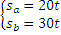 {s_a = 20t
{s_b = 30t